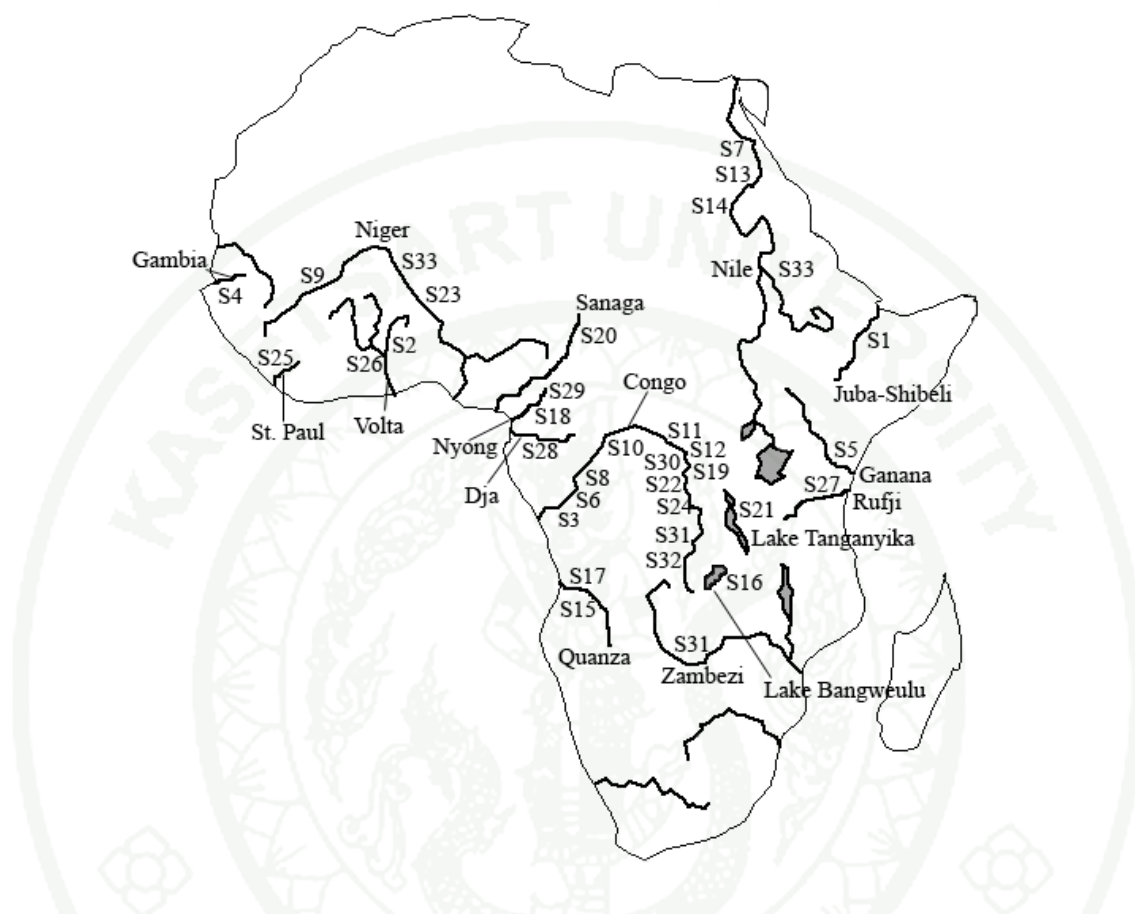 S7
S13
S14
Niger
Gambia
S33
Nile
S33
S9
S4
S23
Sanaga
S20
S1
S2
S25
S26
Juba-Shibeli
Congo
S29
St. Paul
Volta
S18
S11
Nyong
S28
S10
S12
S5
S30
S19
Ganana
S8
S22
S27
Dja
S6
Rufji
S24
S21
S3
S31
Lake Tanganyika
S32
S17
S16
S15
S31
Quanza
Zambezi
Lake Bangweulu
KASETSART UNIVERSITY